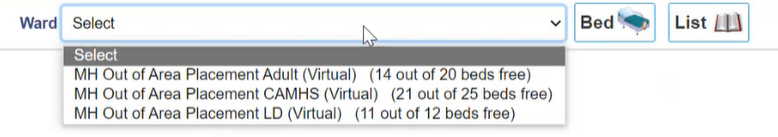 Ward Select Bed List
Select
MH Out of Area Placement Adult (Virtual) (14 out of 20 beds free)
MH Out of Area Placement CAMHS (Virtual) (21 out of 25 beds free)
MH Out of Area Placement LD (Virtual) (11 out of 12 beds free)